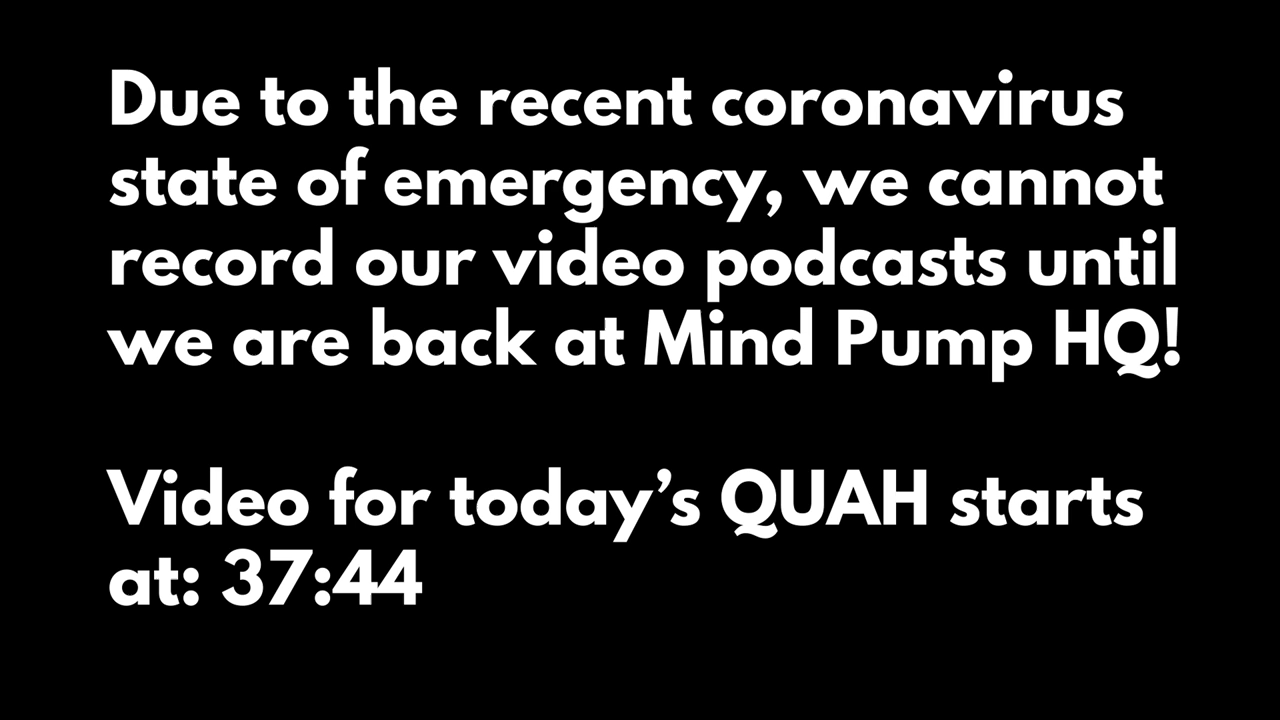 Due to the recent coronavirus
state of emergency, we cannot
record our video podcasts until
we are back at Mind Pump HQ!
Video for today’s QUAH starts
at: 37:44